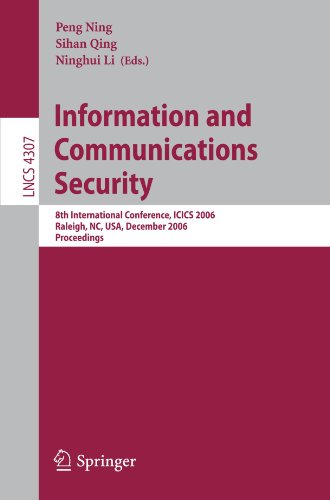 Peng Ning
Sihan Qing
Ninghui Li (Eds.)
LNCS 4307
Information and
Communications
Security
8th International Conference, ICICS 2006
Raleigh, NC, USA, December 2006
Proceedings
Springer